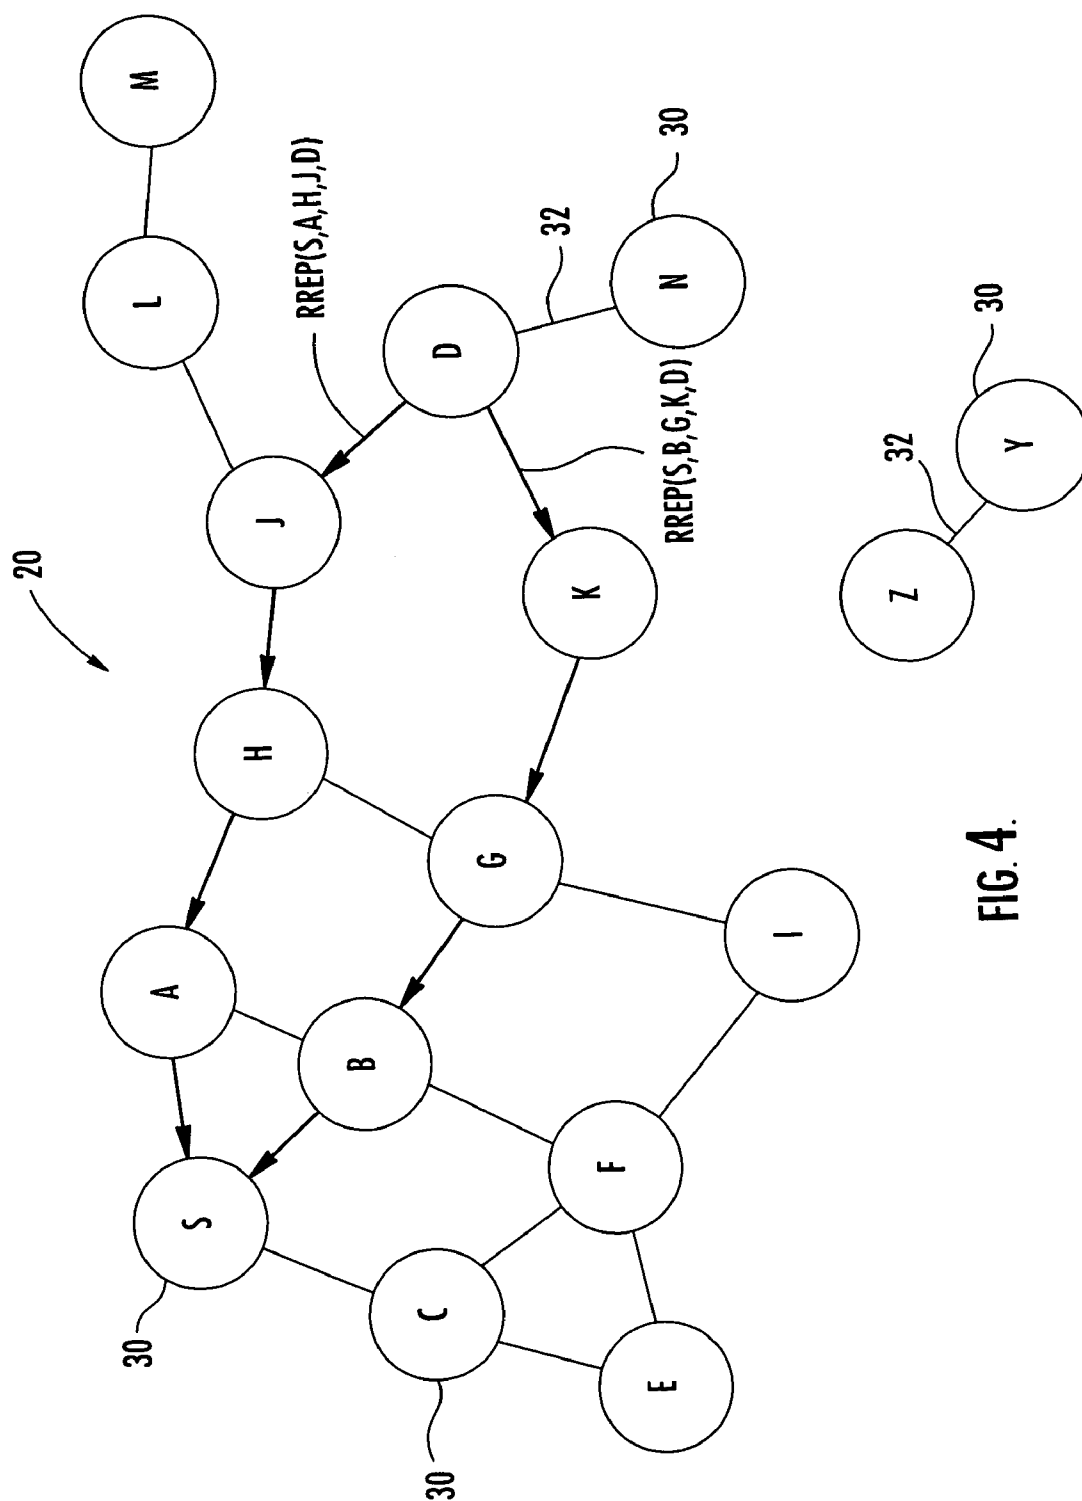 20
30
S
A
H
J
L
M
RREP(S,A,H,J,D)
30
C
B
G
K
D
32
N
30
RREP(S,B,G,K,D)
E
F
I
Z
32
Y
30
FIG. 4.